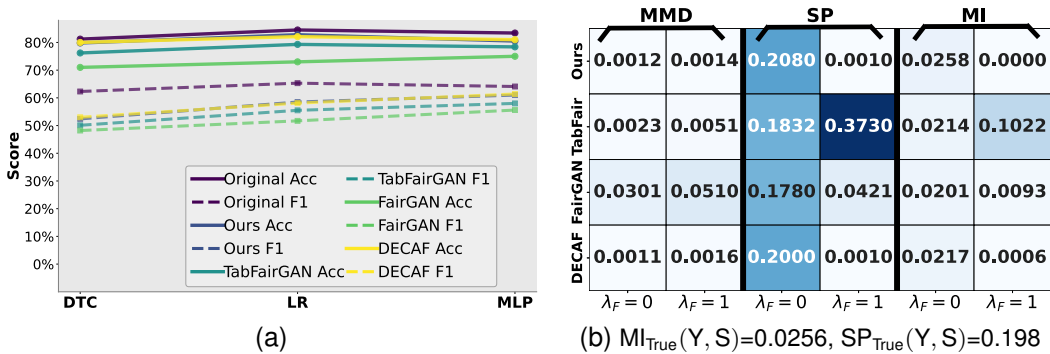 Score
80%
70%
60%
50%
40%
30%
20%
10%
0%
Original Acc
Original F1
Ours Acc
Ours F1
TabFairGAN Acc
TabFairGAN F1
FairGAN Acc
FairGAN F1
DECAF Acc
DECAF F1
DTC LR MLP
(a)
MMD SP MI
Ours 0.0012 0.0014 0.2080 0.0010 0.0258 0.0000
TabFair 0.0023 0.0051 0.1832 0.3730 0.0214 0.1022
FairGAN 0.0301 0.0510 0.1780 0.0421 0.0201 0.0093
DECAF 0.0011 0.0016 0.2000 0.0010 0.0217 0.0006
λF = 0 λF = 1 λF = 0 λF = 1 λF = 0 λF = 1
(b) MITrue(Y, S)=0.0256, SPTrue(Y, S)=0.198